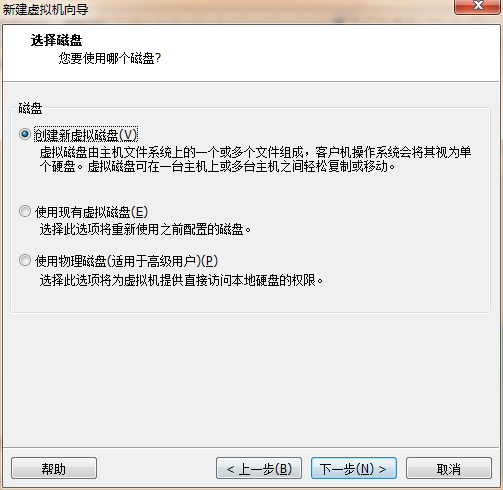 新建虚拟机向导
选择磁盘
您要使用哪个磁盘?
磁盘
创建新虚拟磁盘(V)
虚拟磁盘由主机文件系统上的一个或多个文件组成，客户机操作系统会将其视为单
个硬盘。虚拟磁盘可在一台主机上或多台主机之间轻松复制或移动。
使用现有虚拟磁盘(E)
选择此选项将重新使用之前配置的磁盘。
使用物理磁盘(适用于高级用户)(P)
选择此选项将为虚拟机提供直接访问本地硬盘的权限。
帮助
< 上一步(B)
下一步(N) >
取消